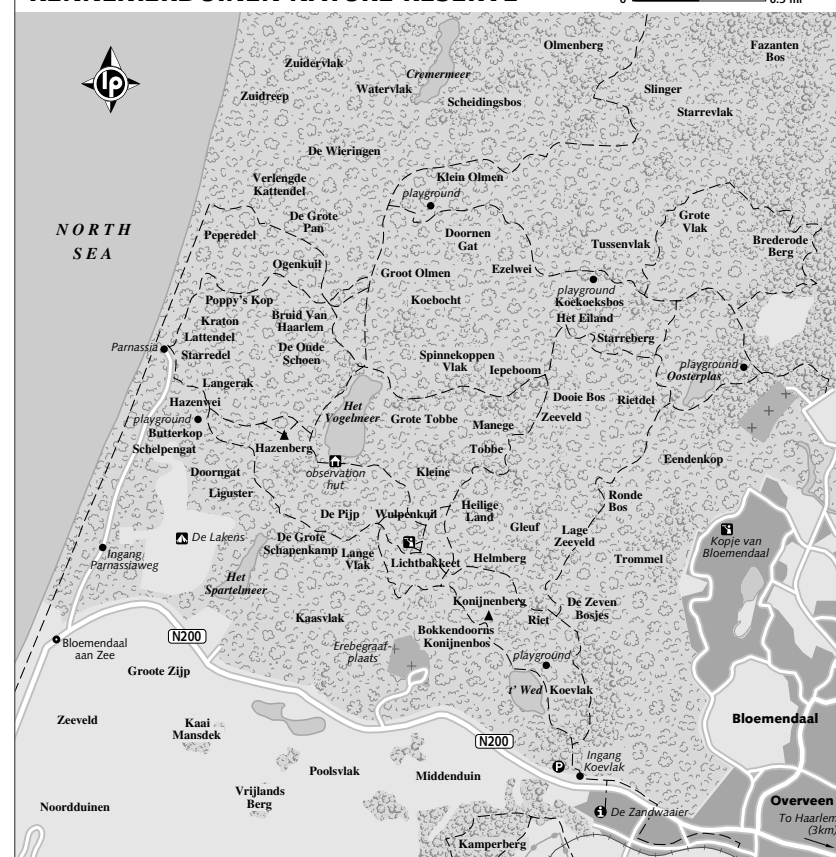 KENNEMERDUINEN NATURE RESERVE
0
0.5 mi
lp
Olmenberg
Fazanten
Bos
Zuidervlak
Cremermeer
Watervlak
Slinger
Zuidreep
Scheidingsbos
Starrevlak
De Wieringen
Klein Olmen
Verlengde
Kattendel
playground
De Grote
Pan
Grote
Vlak
NORTH
SEA
Peperedel
Doornen
Gat
Tussenvlak
Brederode
Berg
Ogenkuil
Groot Olmen
Ezelwei
playground
Koekoeksbos
Poppy's Kop
Koebocht
Bruid Van
Haarlem
Het Eiland
Kraton
Lattendel
Starreberg
Parnassia
Starredel
De Oude
Schoen
Spinnekoppen
Vlak
Iepeboom
playground
Oosterplas
Langerak
Hazenwei
Dooie Bos
Rietdel
Het
Vogelmeer
playground
Butterkop
Grote Tobbe
Manege
Zeeveld
Schelpengat
Hazenberg
Tobbe
observation
hut
Eendenkop
Doorngat
Kleine
Liguster
Ronde
Bos
De Pijp
Wulpenkuil
Heilige
Land
Gleuf
Lage
Zeeveld
De Lakens
De Grote
Schapenkamp
Kopje van
Bloemendaal
Ingang
Parnassiaweg
Lange
Vlak
Lichtbakkeet
Helmberg
Trommel
Het
Spartelmeer
Konijnenberg
De Zeven
Bosjes
Kaasvlak
Riet
Bokkendoorns
Konijnenbos
N200
Bloemendaal
aan Zee
Erebegraaf-
plaats
playground
Groote Zijp
t' Wed
Koevlak
Zeeveld
Kaai
Mansdek
Bloemendaal
N200
Ingang
Koevlak
P
Poolsvlak
Middenduin
Vrijlands
Berg
Noordduinen
De Zandwaaier
Overveen
To Haarlem
(3km)
Kamperberg